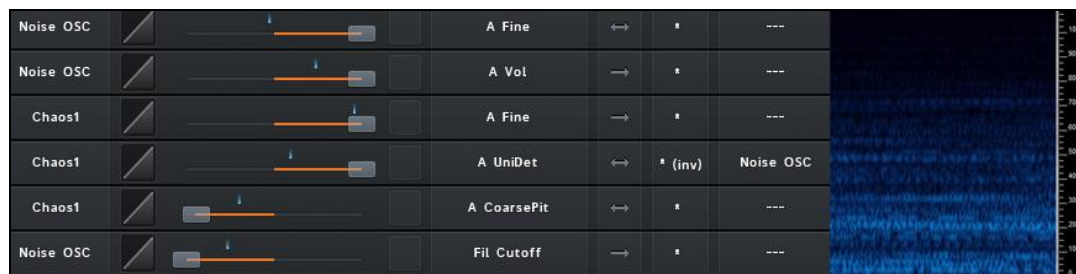 Noise OSC A Fine * ---
Noise OSC A Vol * ---
Chaos1 A Fine * ---
Chaos1 A UniDet * (inv) Noise OSC
Chaos1 A CoarsePit * ---
Noise OSC Fil Cutoff * ---